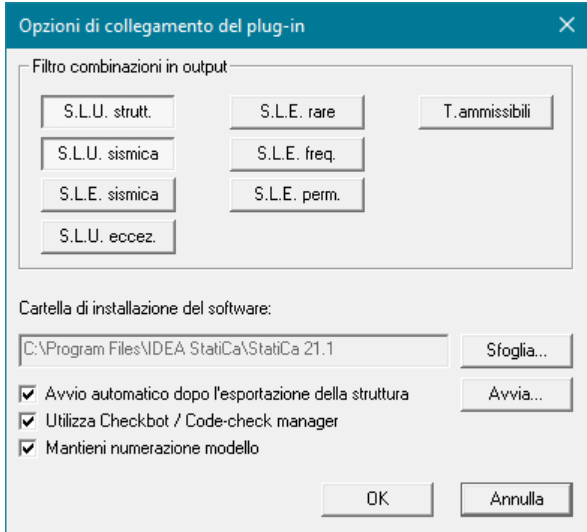 Opzioni di collegamento del plug-in
Filtro combinazioni in output
S.L.U. strutt.
S.L.E. rare
T.ammissibili
S.L.U. sismica
S.L.E. freq.
S.L.E. sismica
S.L.E. perm.
S.L.U. eccez.
Cartella di installazione del software:
C:\Program Files\IDEA StatiCa\StatiCa 21.1
Sfoglia...
Avvio automatico dopo l'esportazione della struttura
Avvia...
Utilizza Checkbot / Code-check manager
Mantieni numerazione modello
OK
Annulla